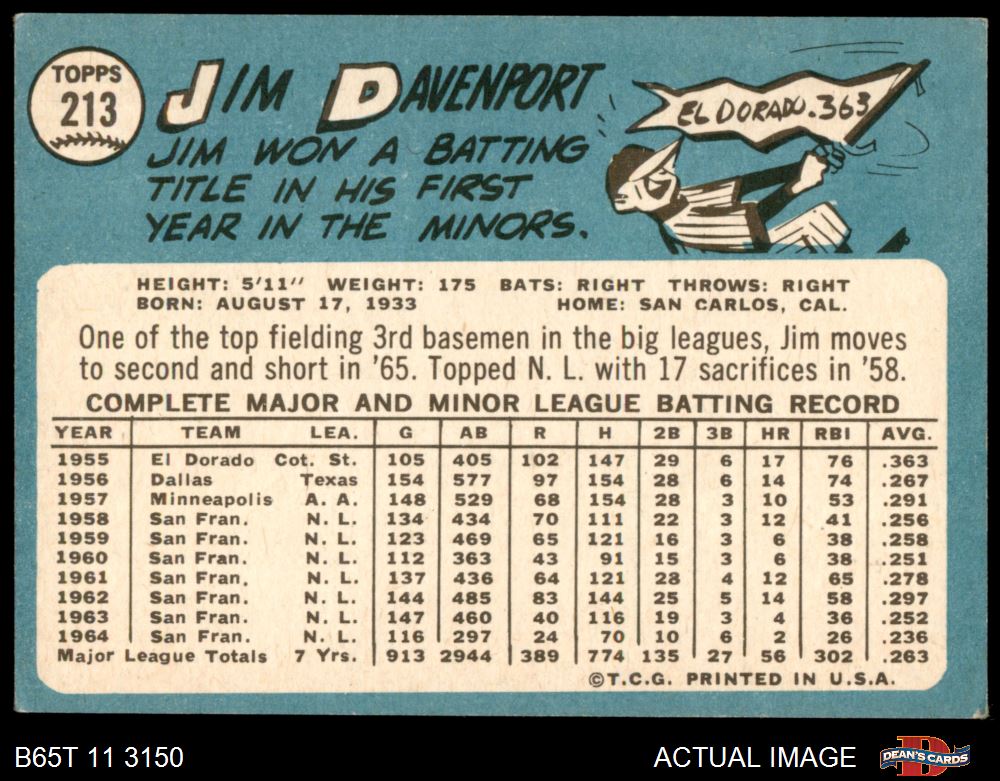 TOPPS
213
JIM DAVENPORT
JIM WON A BATTING
TITLE IN HIS FIRST
YEAR IN THE MINORS.
EL DORADO .363
HEIGHT: 5'11" WEIGHT: 175 BATS: RIGHT THROWS: RIGHT
BORN: AUGUST 17, 1933 HOME: SAN CARLOS, CAL.
One of the top fielding 3rd basemen in the big leagues, Jim moves
to second and short in '65. Topped N. L. with 17 sacrifices in '58.
COMPLETE MAJOR AND MINOR LEAGUE BATTING RECORD
YEAR TEAM LEA. G AB R H 2B 3B HR RBI AVG.
1955 El Dorado Cot. St. 105 405 102 147 29 6 17 76 .363
1956 Dallas Texas 154 577 97 154 28 6 14 74 .267
1957 Minneapolis A. A. 148 529 68 154 28 3 10 53 .291
1958 San Fran. N. L. 134 434 70 111 22 3 12 41 .256
1959 San Fran. N. L. 123 469 65 121 16 3 6 38 .258
1960 San Fran. N. L. 112 363 43 91 15 3 6 38 .251
1961 San Fran. N. L. 137 436 64 121 28 4 12 65 .278
1962 San Fran. N. L. 144 485 83 144 25 5 14 58 .297
1963 San Fran. N. L. 147 460 40 116 19 3 4 36 .252
1964 San Fran. N. L. 116 297 24 70 10 6 2 26 .236
Major League Totals 7 Yrs. 913 2944 389 774 135 27 56 302 .263
©T.C.G. PRINTED IN U.S.A.
B65T 11 3150
ACTUAL IMAGE
DEAN'S CARDS